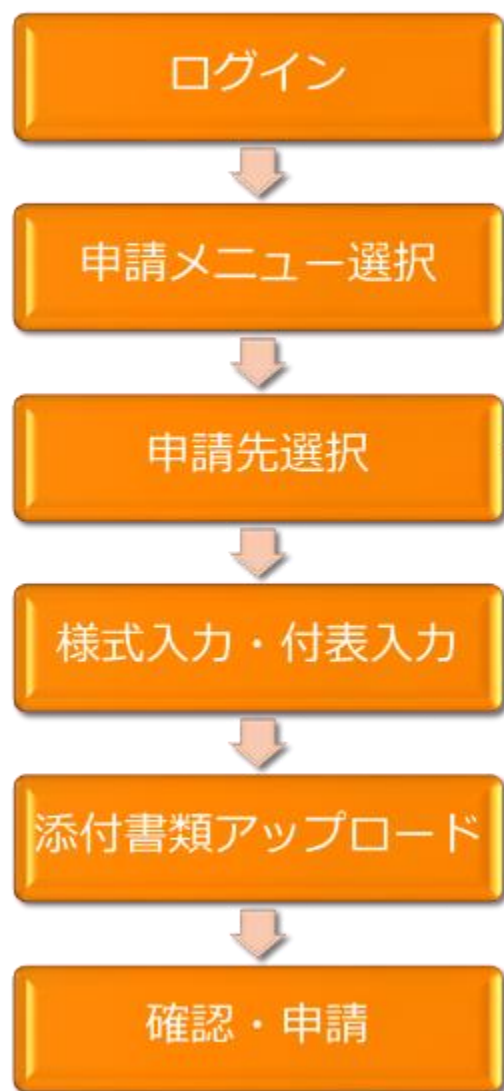 ログイン
申請メニュー選択
申請先選択
様式入力・付表入力
添付書類アップロード
確認・申請